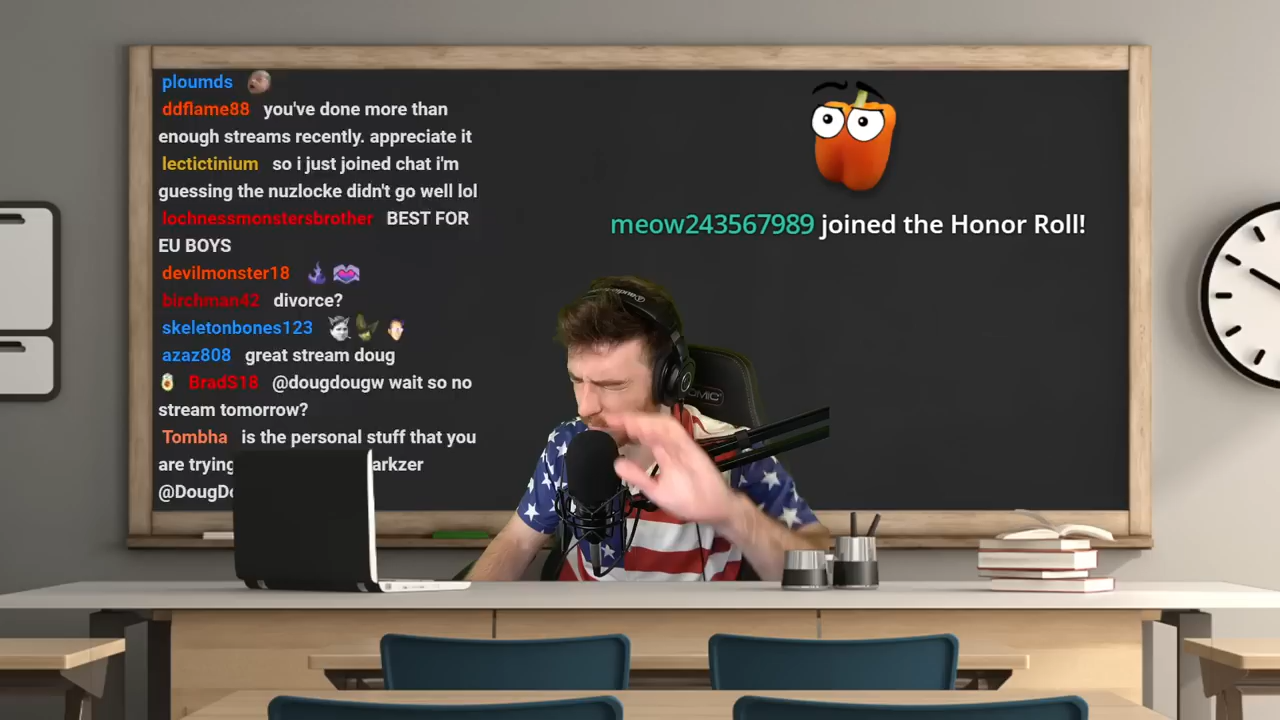 ploumds
ddflame88 you've done more than
enough streams recently. appreciate it
lectictinium so i just joined chat i'm
guessing the nuzlocke didn't go well lol
lochnessmonstersbrother BEST FOR
EU BOYS
devilmonster18
birchman42 divorce?
skeletonbones123
azaz808 great stream doug
BradS18 @dougdougw wait so no
stream tomorrow?
Tombha is the personal stuff that you
are trying arkzer
@DougDo
meow243567989 joined the Honor Roll!